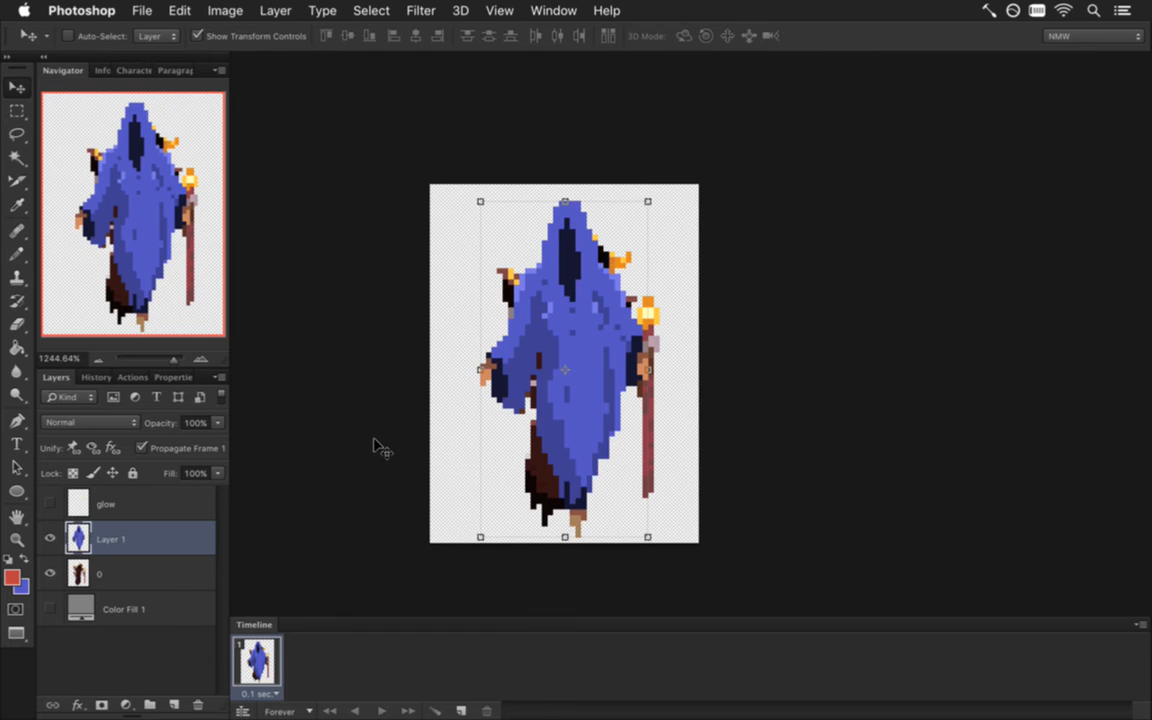 Photoshop File Edit Image Layer Type Select Filter 3D View Window Help
Auto-Select: Layer Show Transform Controls 3D Mode: NMW
Navigator Info Characte Paragrap
1244.64%
Layers History Actions Propertie
Kind
Normal Opacity: 100%
Unify: Propagate Frame 1
Lock: Fill: 100%
glow
Layer 1
0
Color Fill 1
Timeline
1
0.1 sec.
Forever